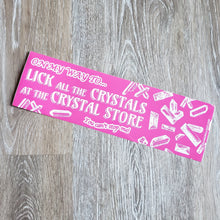 ON MY WAY TO...
LICK ALL THE CRYSTALS
AT THE CRYSTAL STORE
You can't stop me!